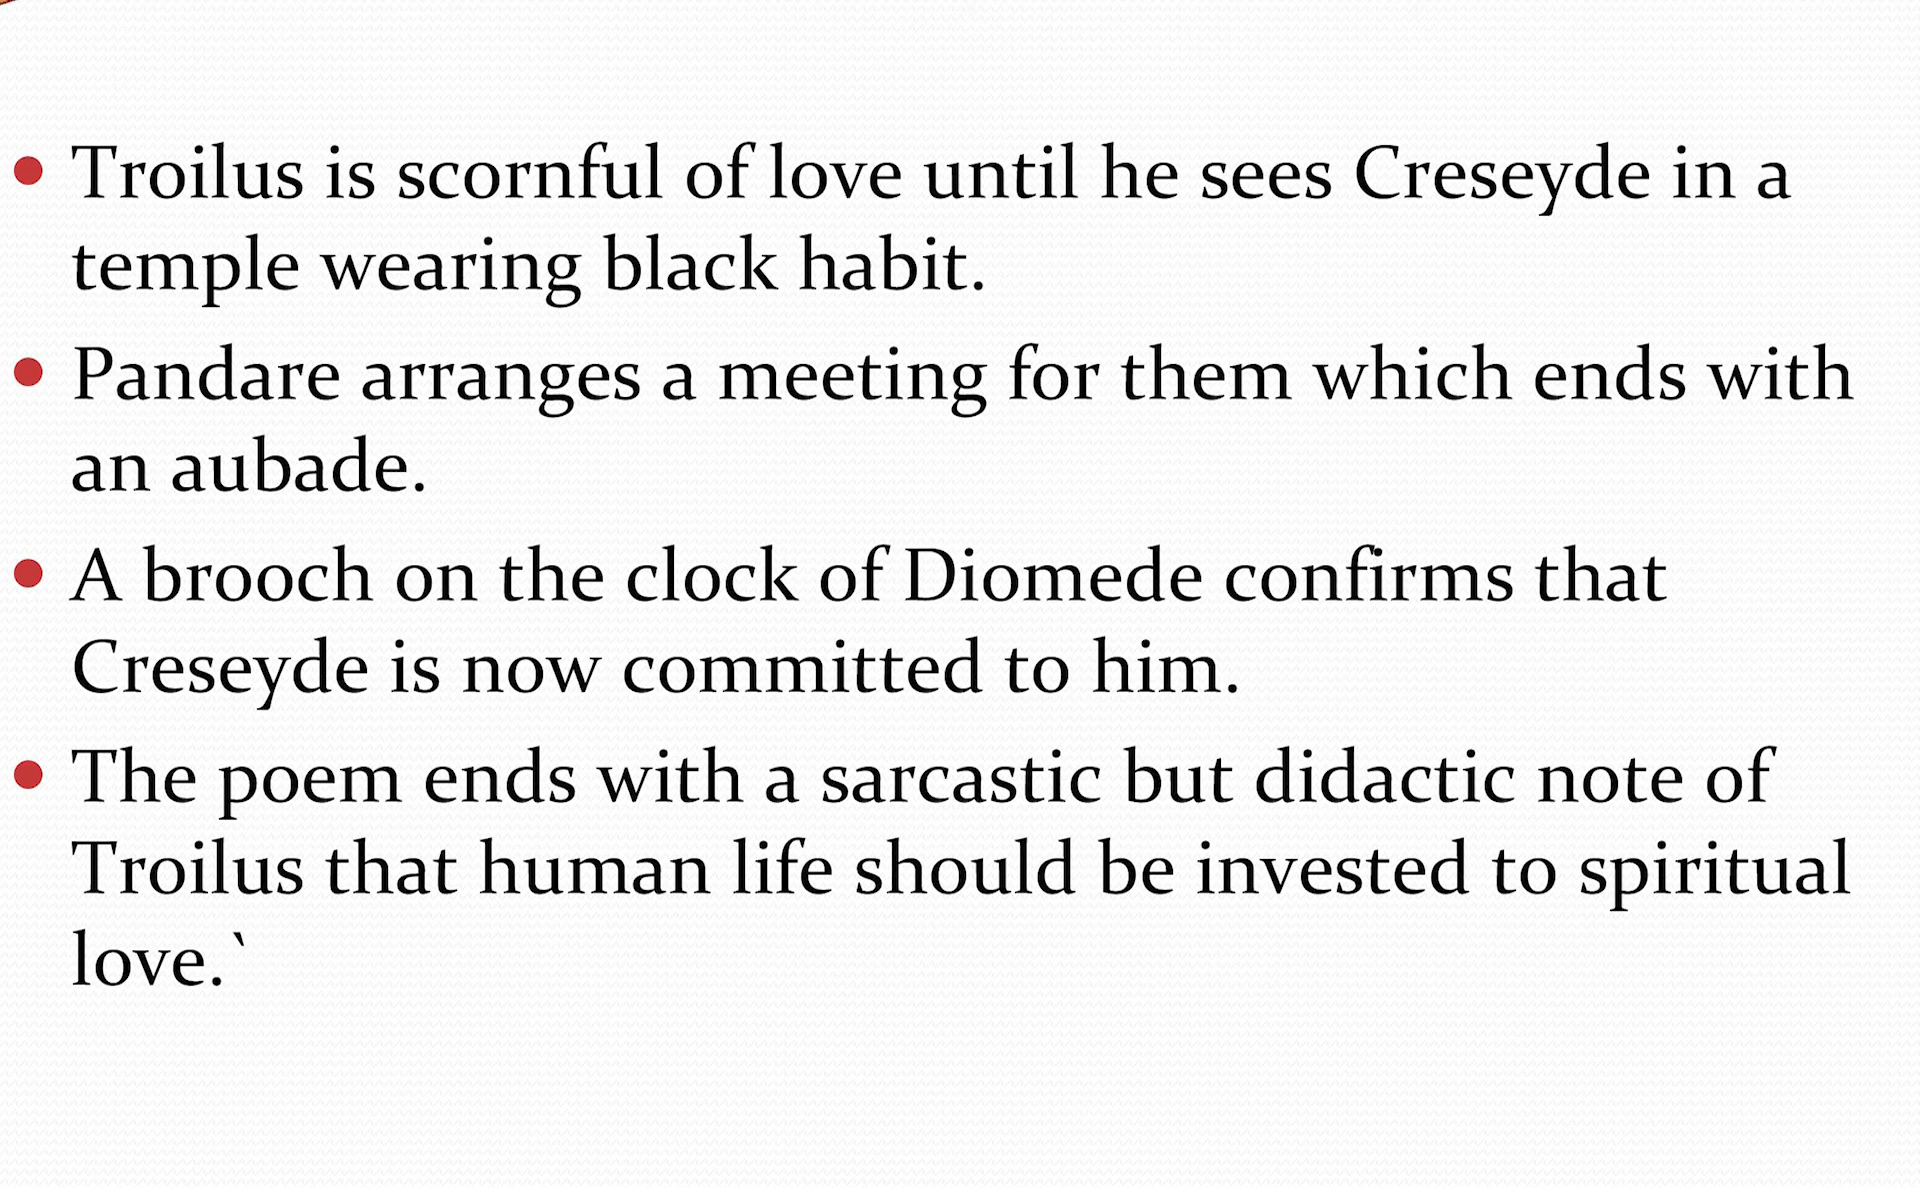 • Troilus is scornful of love until he sees Creseyde in a
temple wearing black habit.
• Pandare arranges a meeting for them which ends with
an aubade.
• A brooch on the clock of Diomede confirms that
Creseyde is now committed to him.
• The poem ends with a sarcastic but didactic note of
Troilus that human life should be invested to spiritual
love.`